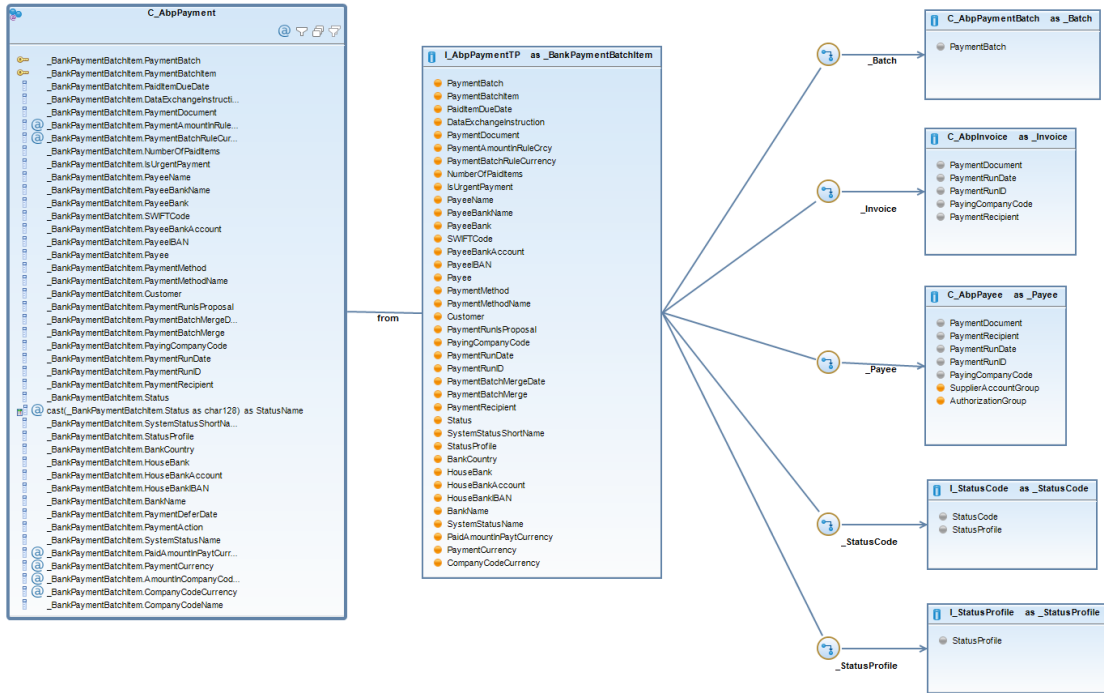 C_AbpPayment
_BankPaymentBatchItem.PaymentBatch
_BankPaymentBatchItem.PaymentBatchItem
_BankPaymentBatchItem.PaidItemDueDate
_BankPaymentBatchItem.DataExchangeInstructi...
_BankPaymentBatchItem.PaymentDocument
@ _BankPaymentBatchItem.PaymentAmountInRule...
@ _BankPaymentBatchItem.PaymentBatchRuleCur...
_BankPaymentBatchItem.NumberOfPaidItems
_BankPaymentBatchItem.IsUrgentPayment
_BankPaymentBatchItem.PayeeName
_BankPaymentBatchItem.PayeeBankName
_BankPaymentBatchItem.PayeeBank
_BankPaymentBatchItem.SWIFTCode
_BankPaymentBatchItem.PayeeBankAccount
_BankPaymentBatchItem.PayeeIBAN
_BankPaymentBatchItem.Payee
_BankPaymentBatchItem.PaymentMethod
_BankPaymentBatchItem.PaymentMethodName
_BankPaymentBatchItem.Customer
_BankPaymentBatchItem.PaymentRunIsProposal
_BankPaymentBatchItem.PaymentBatchMergeD...
_BankPaymentBatchItem.PaymentBatchMerge
_BankPaymentBatchItem.PayingCompanyCode
_BankPaymentBatchItem.PaymentRunDate
_BankPaymentBatchItem.PaymentRunID
_BankPaymentBatchItem.PaymentRecipient
_BankPaymentBatchItem.Status
@ cast(_BankPaymentBatchItem.Status as char128) as StatusName
_BankPaymentBatchItem.SystemStatusShortNa...
_BankPaymentBatchItem.StatusProfile
_BankPaymentBatchItem.BankCountry
_BankPaymentBatchItem.HouseBank
_BankPaymentBatchItem.HouseBankAccount
_BankPaymentBatchItem.HouseBankIBAN
_BankPaymentBatchItem.BankName
_BankPaymentBatchItem.PaymentDeferDate
_BankPaymentBatchItem.PaymentAction
_BankPaymentBatchItem.SystemStatusName
@ _BankPaymentBatchItem.PaidAmountInPaytCurr...
@ _BankPaymentBatchItem.PaymentCurrency
@ _BankPaymentBatchItem.AmountInCompanyCod...
@ _BankPaymentBatchItem.CompanyCodeCurrency
_BankPaymentBatchItem.CompanyCodeName
from
I_AbpPaymentTP as _BankPaymentBatchItem
PaymentBatch
PaymentBatchItem
PaidItemDueDate
DataExchangeInstruction
PaymentDocument
PaymentAmountInRuleCrcy
PaymentBatchRuleCurrency
NumberOfPaidItems
IsUrgentPayment
PayeeName
PayeeBankName
PayeeBank
SWIFTCode
PayeeBankAccount
PayeeIBAN
Payee
PaymentMethod
PaymentMethodName
Customer
PaymentRunIsProposal
PayingCompanyCode
PaymentRunDate
PaymentRunID
PaymentBatchMergeDate
PaymentBatchMerge
PaymentRecipient
Status
SystemStatusShortName
StatusProfile
BankCountry
HouseBank
HouseBankAccount
HouseBankIBAN
BankName
SystemStatusName
PaidAmountInPaytCurrency
PaymentCurrency
CompanyCodeCurrency
_Batch
C_AbpPaymentBatch as _Batch
PaymentBatch
_Invoice
C_AbpInvoice as _Invoice
PaymentDocument
PaymentRunDate
PaymentRunID
PayingCompanyCode
PaymentRecipient
_Payee
C_AbpPayee as _Payee
PaymentDocument
PaymentRecipient
PaymentRunDate
PaymentRunID
PayingCompanyCode
SupplierAccountGroup
AuthorizationGroup
_StatusCode
I_StatusCode as _StatusCode
StatusCode
StatusProfile
_StatusProfile
I_StatusProfile as _StatusProfile
StatusProfile